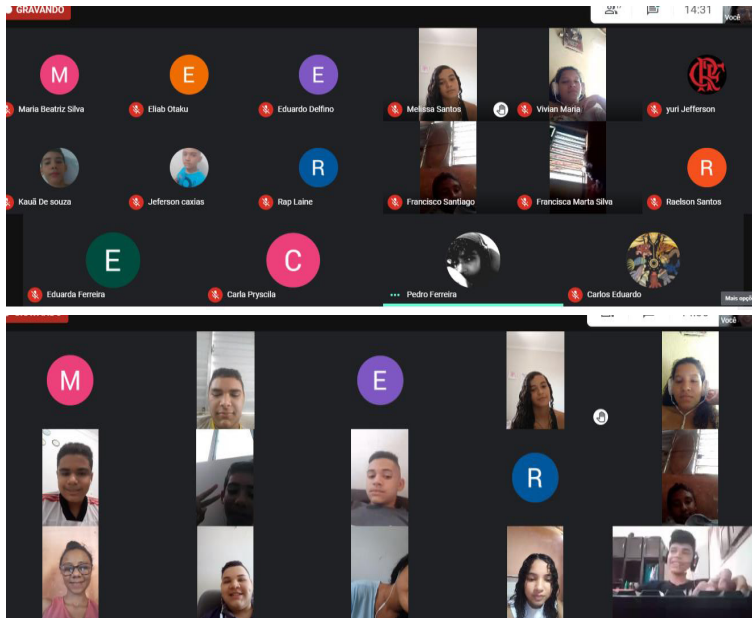 GRAVANDO
14:31
Você
M
E
E
Maria Beatriz Silva
Eliab Otaku
Eduardo Delfino
Melissa Santos
Vivian Maria
yuri Jefferson
R
R
Kauã De souza
Jeferson caxias
Rap Laine
Francisco Santiago
Francisca Marta Silva
Raelson Santos
E
C
Eduarda Ferreira
Carla Pryscila
Pedro Ferreira
Carlos Eduardo
Mais opçõ
Você
M
E
R